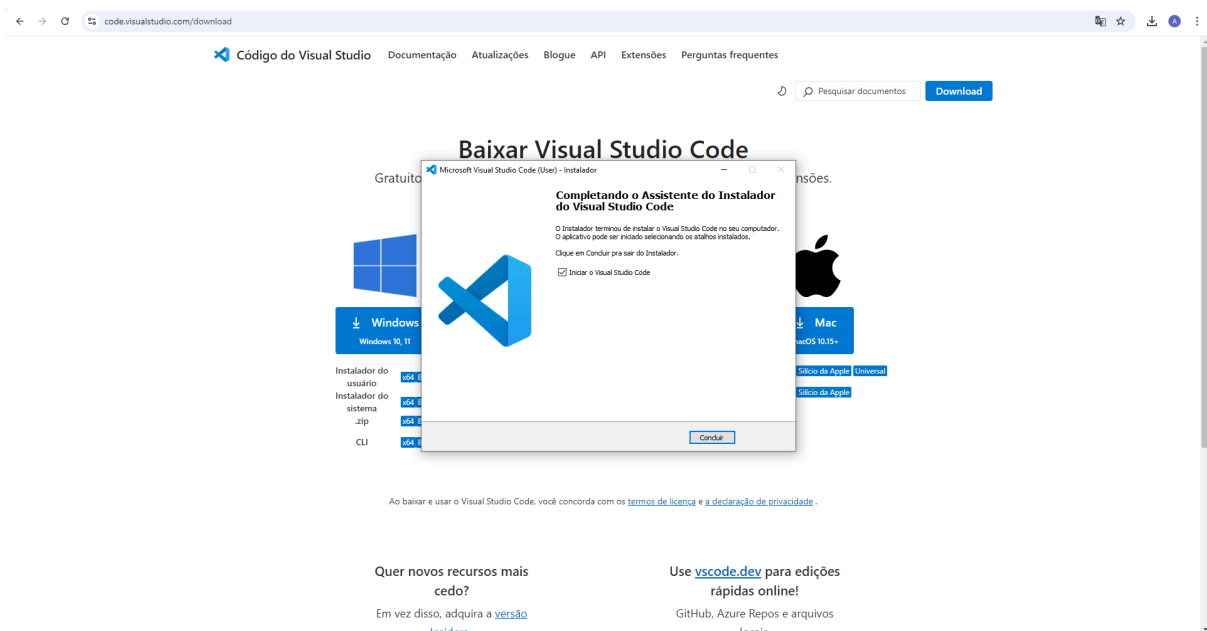 code.visualstudio.com/download
A
Código do Visual Studio Documentação Atualizações Blogue API Extensões Perguntas frequentes
Pesquisar documentos Download
Baixar Visual Studio Code
Gratuito
nsões.
Microsoft Visual Studio Code (User) - Instalador
Completando o Assistente do Instalador
do Visual Studio Code
O Instalador terminou de instalar o Visual Studio Code no seu computador.
O aplicativo pode ser iniciado selecionando os atalhos instalados.
Clique em Concluir pra sair do Instalador.
Iniciar o Visual Studio Code
Concluir
Windows
Windows 10, 11
Instalador do
usuário
x64
Instalador do
sistema
x64
.zip x64
CLI x64
Mac
macOS 10.15+
Silício da Apple Universal
Silício da Apple
Ao baixar e usar o Visual Studio Code, você concorda com os termos de licença e a declaração de privacidade .
Quer novos recursos mais
cedo?
Em vez disso, adquira a versão
Insiders
Use vscode.dev para edições
rápidas online!
GitHub, Azure Repos e arquivos
locais